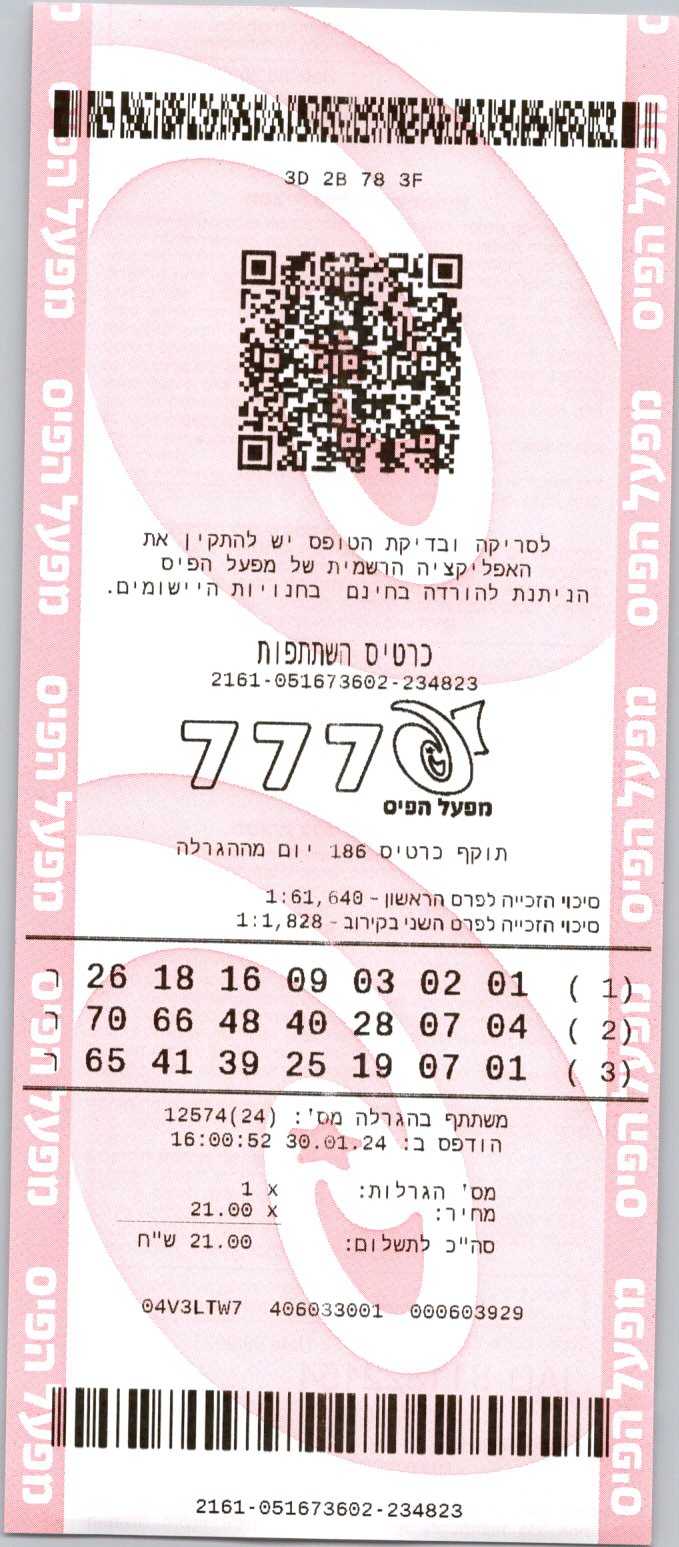 3D 2B 78 3F
לסריקה ובדיקת הטופס יש להתקין את
האפליקציה הרשמית של מפעל הפיס
הניתנת להורדה בחינם בחנויות היישומים.
כרטיס השתתפות
2161-051673602-234823
777
מפעל הפיס
תוקף כרטיס 186 יום מההגרלה
סיכוי הזכייה לפרס הראשון - 1:61,640
סיכוי הזכייה לפרס השני בקירוב - 1:1,828
(1) 01 02 03 09 16 18 26 ר
(2) 04 07 28 40 48 66 70 ר
(3) 01 07 19 25 39 41 65 ר
משתתף בהגרלה מס': 12574(24)
הודפס ב: 30.01.24 16:00:52
מס' הגרלות: x 1
מחיר: x 21.00
סה"כ לתשלום: 21.00 ש"ח
04V3LTW7 406033001 000603929
2161-051673602-234823
מפעל הפיס מפעל הפיס מפעל הפיס מפעל הפיס מפעל הפיס
מפעל הפיס מפעל הפיס מפעל הפיס מפעל הפיס מפעל הפיס